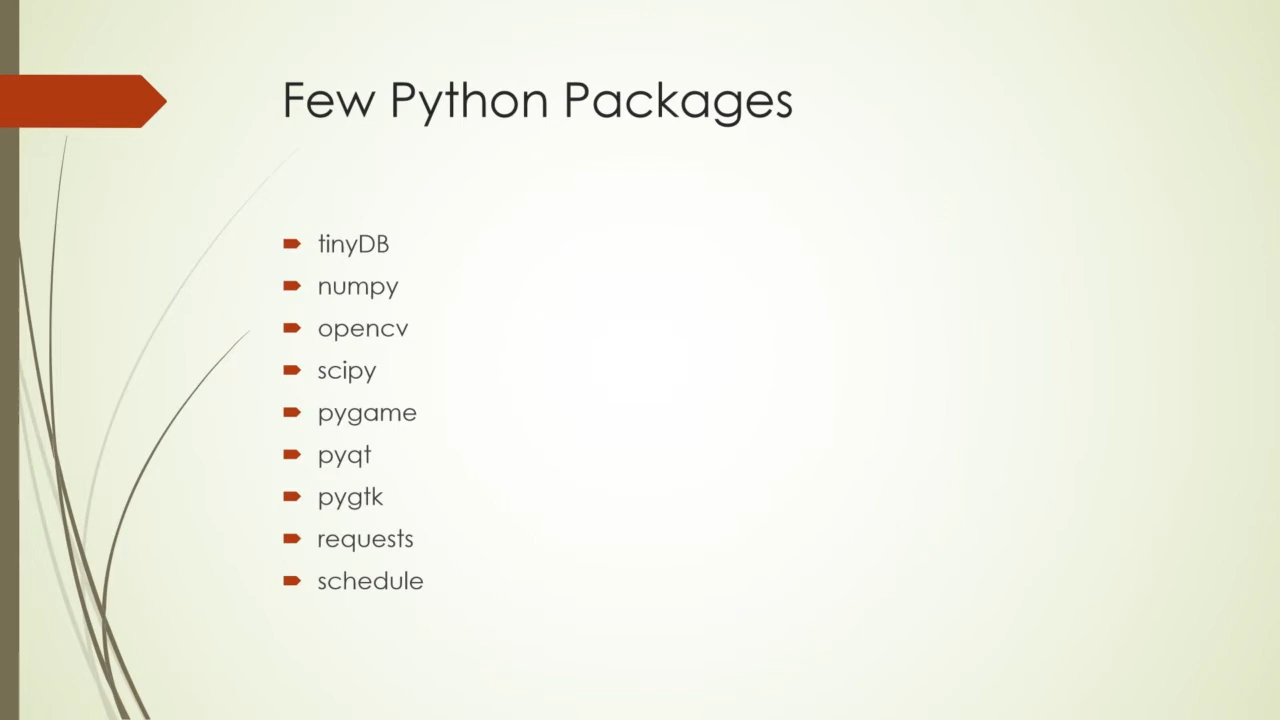 Few Python Packages
tinyDB
numpy
opencv
scipy
pygame
pyqt
pygtk
requests
schedule